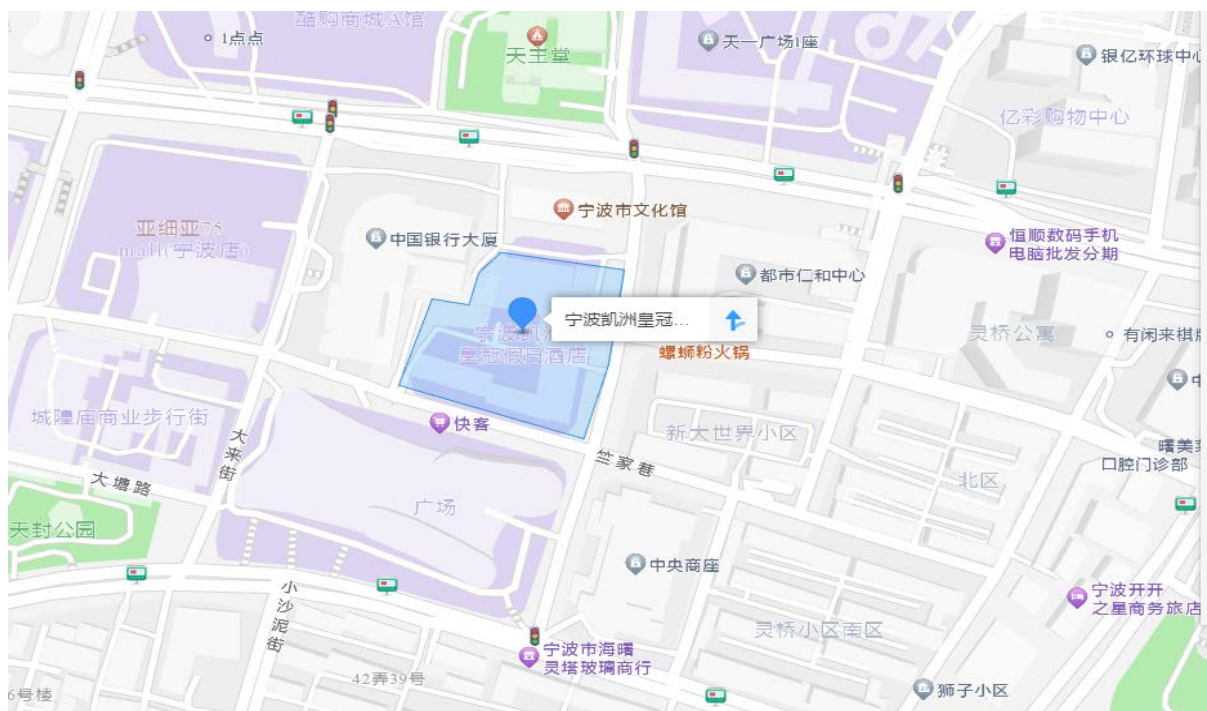 酷购商城A馆
1点点
天主堂
天一广场1座
银亿环球中心
亿彩购物中心
宁波市文化馆
亚细亚75
mall(宁波店)
中国银行大厦
恒顺数码手机
电脑批发分期
都市仁和中心
宁波凯洲皇冠...
宁波凯
皇冠假日酒店
螺蛳粉火锅
灵桥公寓
有闲来棋牌
城隍庙商业步行街
快客
新大世界小区
大来街
竺家巷
口腔门诊部
大塘路
北区
广场
天封公园
中央商座
宁波开开
之星商务旅店
小沙泥街
灵桥小区南区
宁波市海曙
灵塔玻璃商行
42弄39号
6号楼
狮子小区